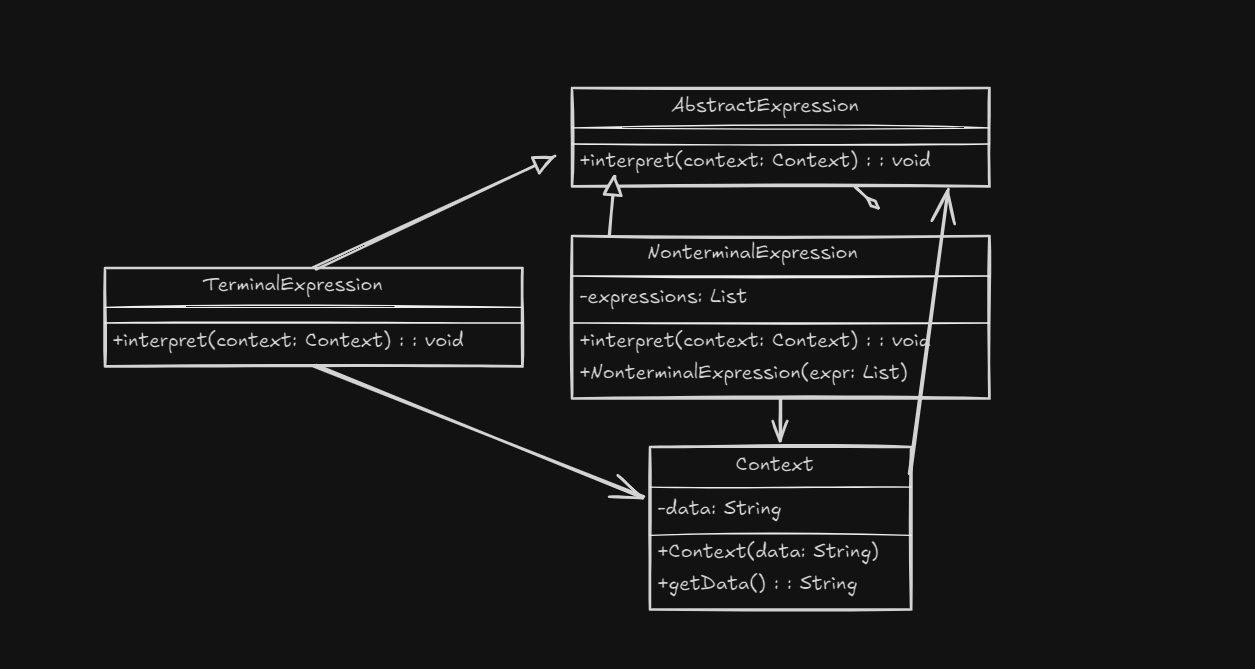 AbstractExpression
+interpret(context: Context) : : void
NonterminalExpression
-expressions: List
+interpret(context: Context) : : void
+NonterminalExpression(expr: List)
TerminalExpression
+interpret(context: Context) : : void
Context
-data: String
+Context(data: String)
+getData() : : String